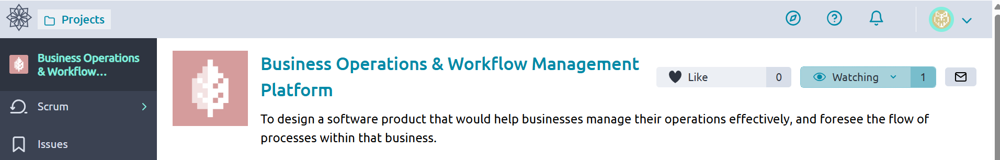 Projects
Business Operations
& Workflow...
Scrum
Issues
Business Operations & Workflow Management
Platform
Like 0
Watching 1
To design a software product that would help businesses manage their operations effectively, and foresee the flow of
processes within that business.